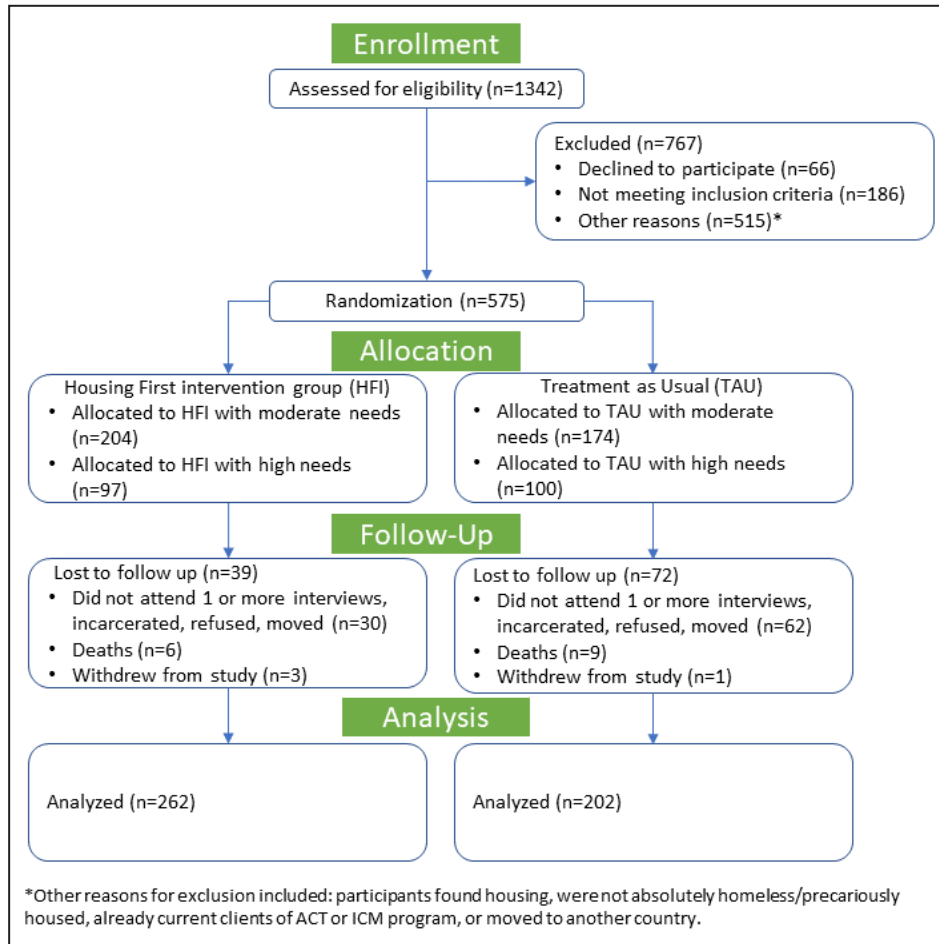 Enrollment
Assessed for eligibility (n=1342)
Excluded (n=767)
• Declined to participate (n=66)
• Not meeting inclusion criteria (n=186)
• Other reasons (n=515)*
Randomization (n=575)
Allocation
Housing First intervention group (HFI)
• Allocated to HFI with moderate needs
(n=204)
• Allocated to HFI with high needs
(n=97)
Treatment as Usual (TAU)
• Allocated to TAU with moderate
needs (n=174)
• Allocated to TAU with high needs
(n=100)
Follow-Up
Lost to follow up (n=39)
• Did not attend 1 or more interviews,
incarcerated, refused, moved (n=30)
• Deaths (n=6)
• Withdrew from study (n=3)
Lost to follow up (n=72)
• Did not attend 1 or more interviews,
incarcerated, refused, moved (n=62)
• Deaths (n=9)
• Withdrew from study (n=1)
Analysis
Analyzed (n=262)
Analyzed (n=202)
*Other reasons for exclusion included: participants found housing, were not absolutely homeless/precariously
housed, already current clients of ACT or ICM program, or moved to another country.